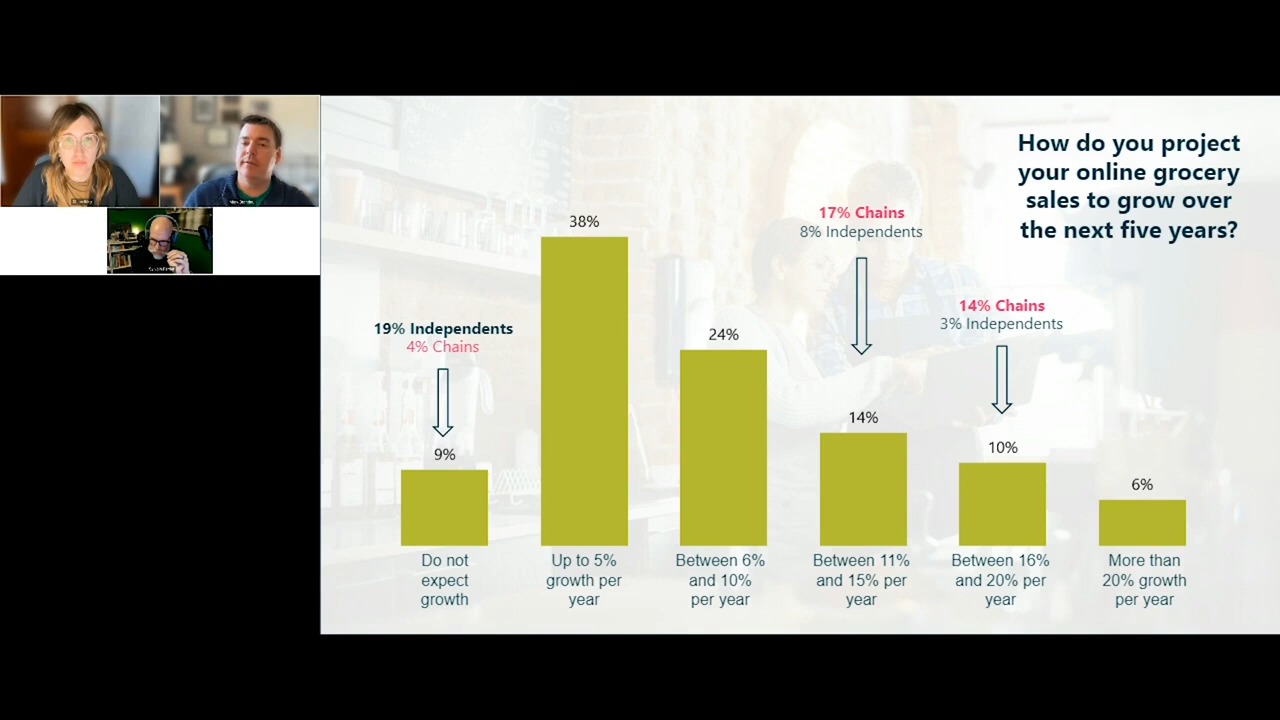 How do you project
your online grocery
sales to grow over
the next five years?
19% Independents
4% Chains
9%
38%
24%
17% Chains
8% Independents
14%
14% Chains
3% Independents
10%
6%
Do not
expect
growth
Up to 5%
growth per
year
Between 6%
and 10%
per year
Between 11%
and 15% per
year
Between 16%
and 20% per
year
More than
20% growth
per year